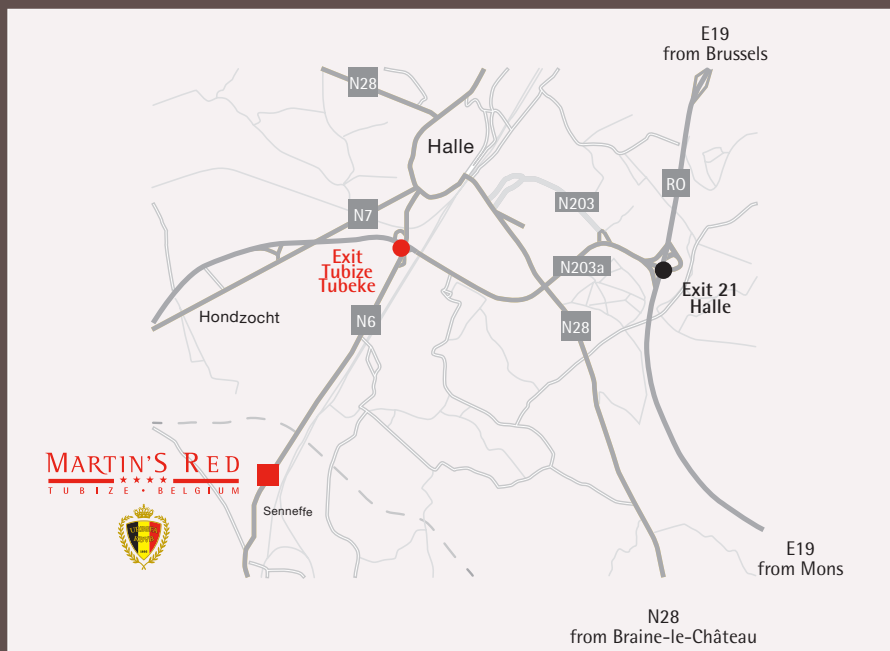 E19
from Brussels
N28
Halle
RO
N203
N7
Exit
Tubize
Tubeke
N203a
Exit 21
Halle
Hondzocht
N6
N28
MARTIN'S RED
TUBIZE • BELGIUM
Senneffe
E19
from Mons
N28
from Braine-le-Château